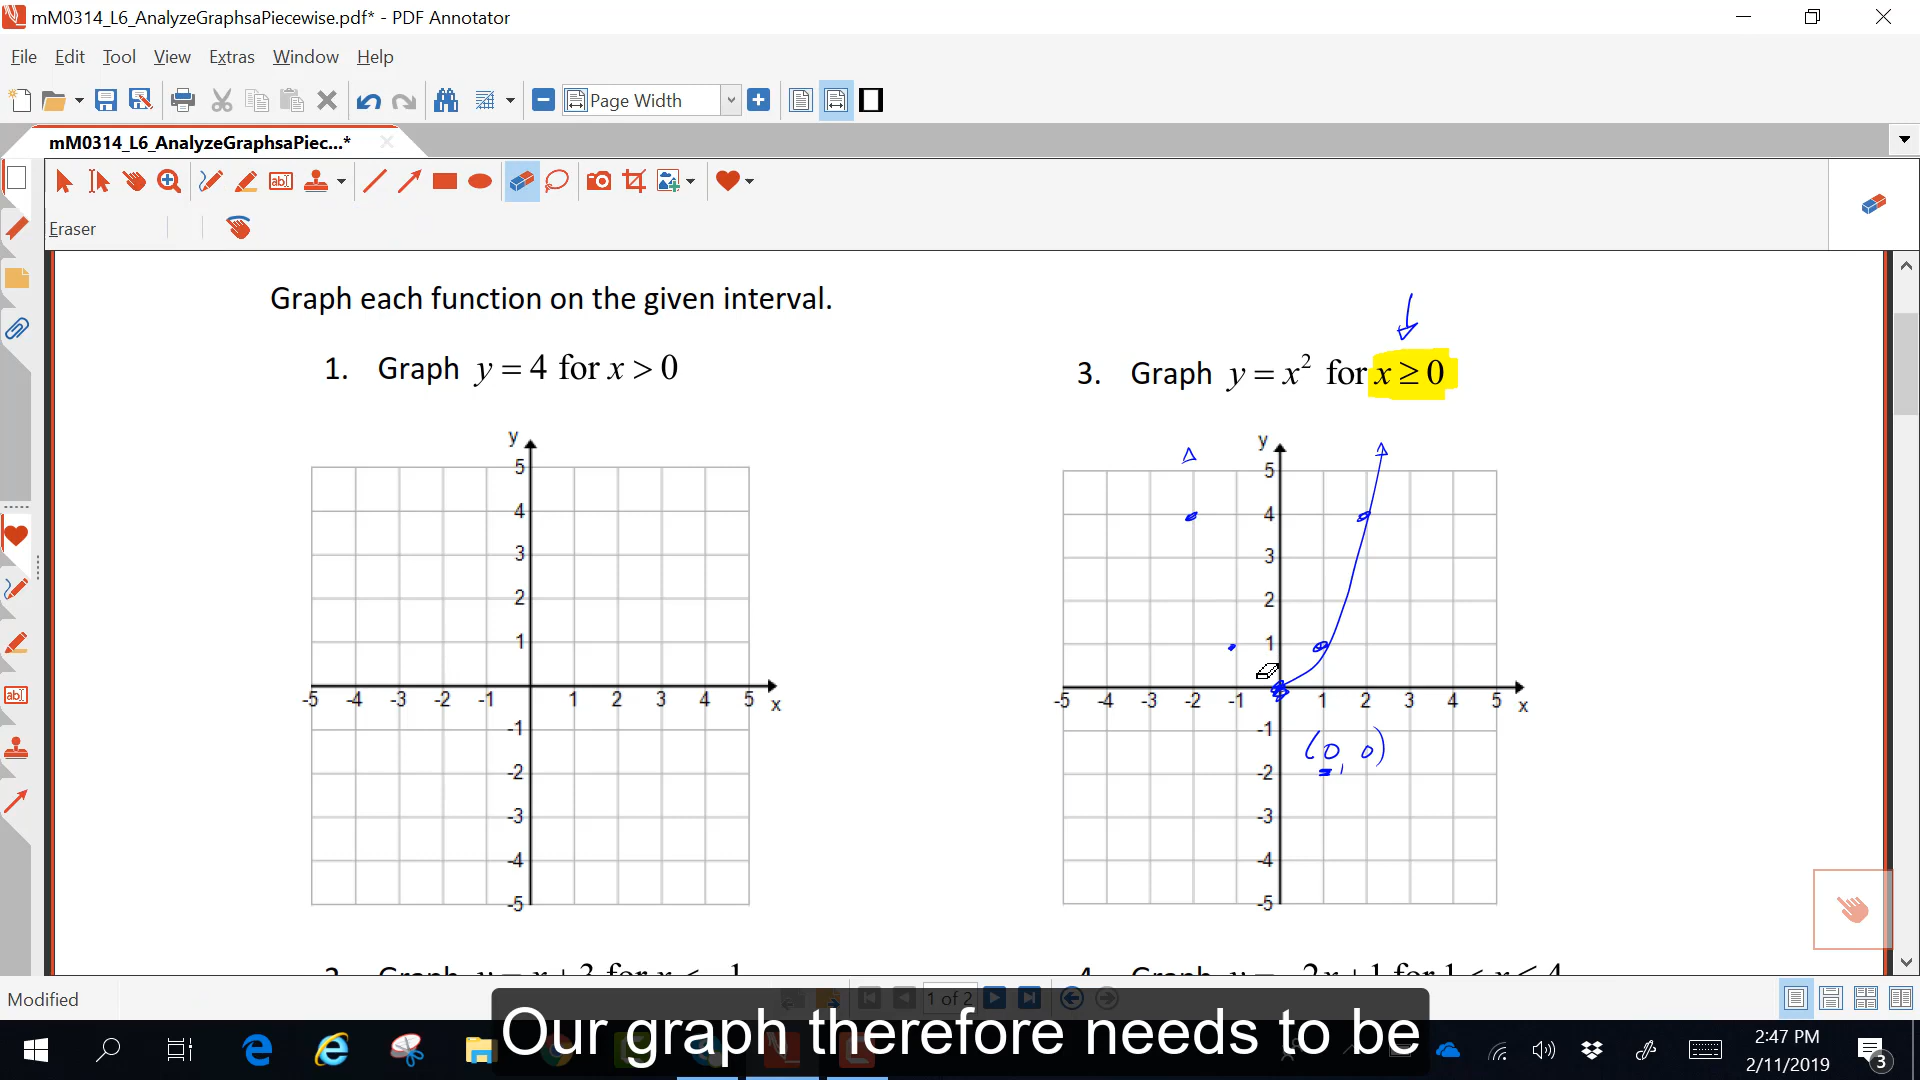 mM0314_L6_AnalyzeGraphsaPiecewise.pdf* - PDF Annotator
File Edit Tool View Extras Window Help
Page Width
mM0314_L6_AnalyzeGraphsaPiec...*
Eraser
Graph each function on the given interval.
1. Graph y = 4 for x > 0
3. Graph y = x² for x ≥ 0
y
5
4
3
2
1
-5 -4 -3 -2 -1 1 2 3 4 5 x
-1
-2
-3
-4
-5
y
5
4
3
2
1
-5 -4 -3 -2 -1 1 2 3 4 5 x
-1
(0, 0)
-2
-3
-4
-5
Modified
1 of 2
Our graph therefore needs to be
2:47 PM
2/11/2019
3